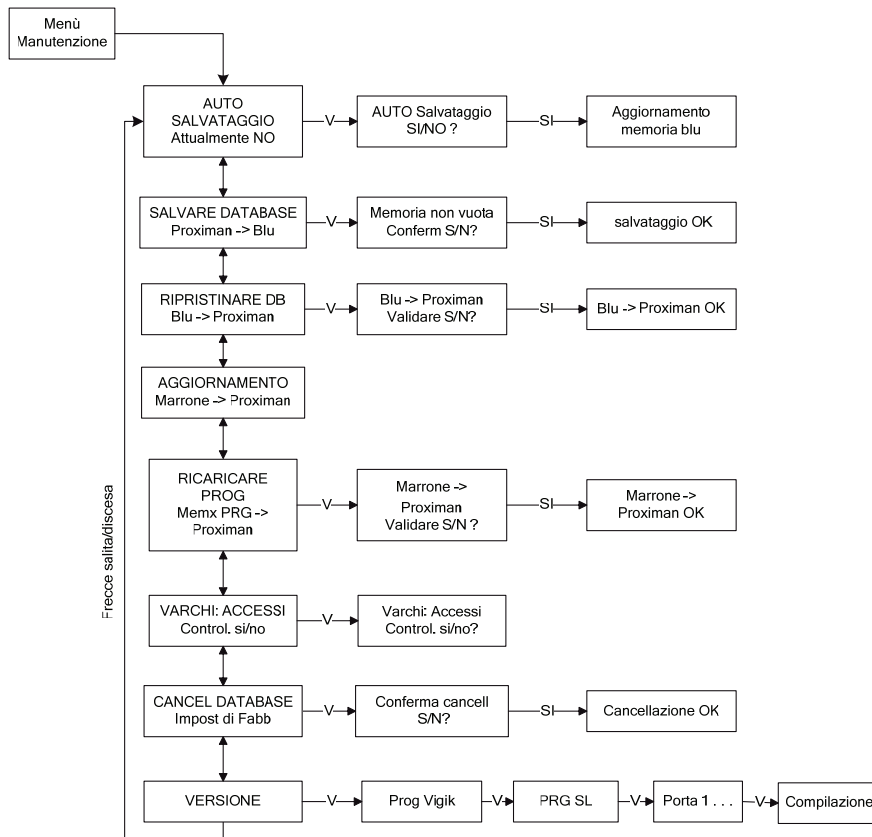 Menù
Manutenzione
AUTO
SALVATAGGIO
Attualmente NO
V
AUTO Salvataggio
SI/NO ?
SI
Aggiornamento
memoria blu
SALVARE DATABASE
Proximan -> Blu
V
Memoria non vuota
Conferm S/N?
SI
salvataggio OK
RIPRISTINARE DB
Blu -> Proximan
V
Blu -> Proximan
Validare S/N?
SI
Blu -> Proximan OK
AGGIORNAMENTO
Marrone -> Proximan
RICARICARE
PROG
Memx PRG ->
Proximan
V
Marrone ->
Proximan
Validare S/N ?
SI
Marrone ->
Proximan OK
Frecce salita/discesa
VARCHI: ACCESSI
Control. si/no
V
Varchi: Accessi
Control. si/no?
CANCEL DATABASE
Impost di Fabb
V
Conferma cancell
S/N?
SI
Cancellazione OK
VERSIONE
V
Prog Vigik
V
PRG SL
V
Porta 1 . . .
V
Compilazione